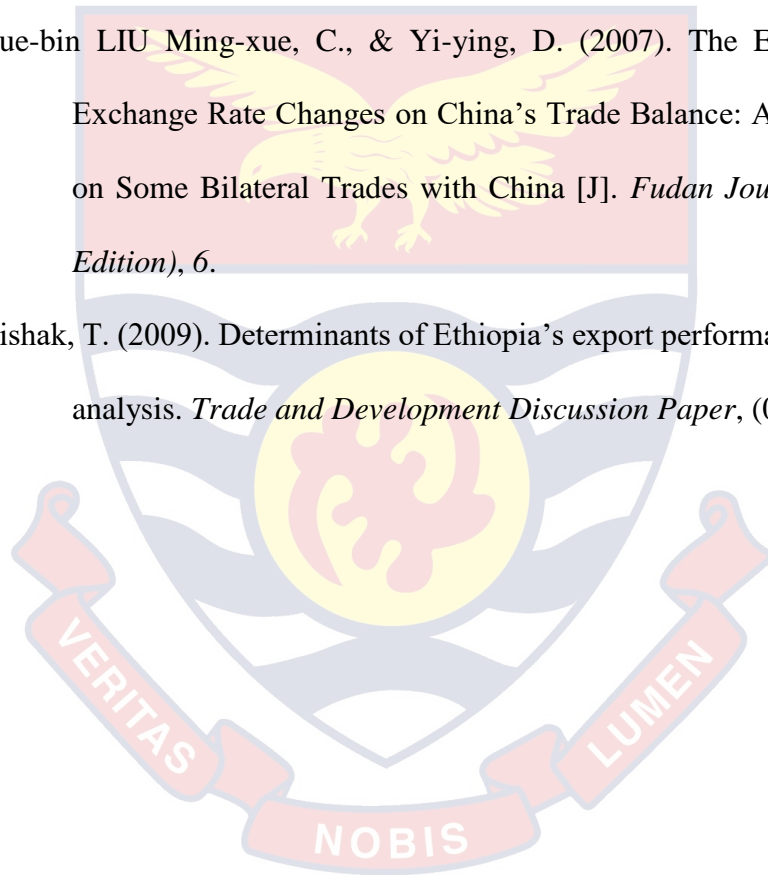 ue-bin LIU Ming-xue, C., & Yi-ying, D. (2007). The E
Exchange Rate Changes on China’s Trade Balance: A
on Some Bilateral Trades with China [J]. Fudan Jou
Edition), 6.
ishak, T. (2009). Determinants of Ethiopia’s export performa
analysis. Trade and Development Discussion Paper, (0
VERITAS
NOBIS
LUMEN